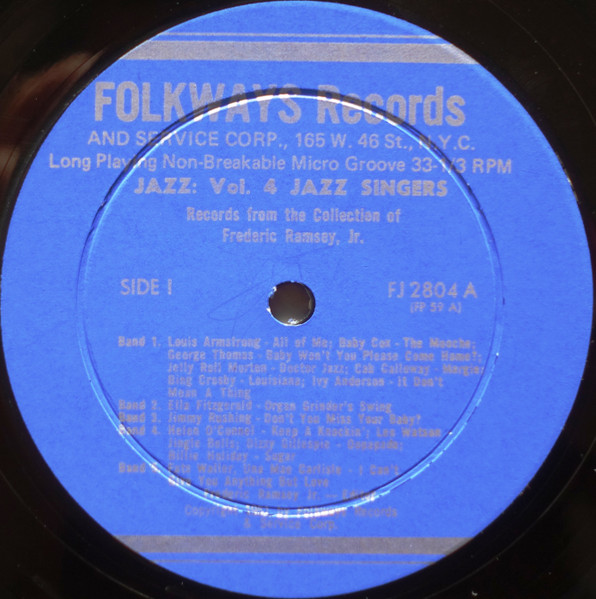 FOLKWAYS Records
AND SERVICE CORP., 165 W. 46 St., N.Y.C.
Long Playing Non-Breakable Micro Groove 33-1/3 RPM
JAZZ: Vol. 4 JAZZ SINGERS
Records from the Collection of
Frederic Ramsey, Jr.
SIDE I
FJ 2804 A
(FP 59 A)
Band 1. Louis Armstrong - All of Me; Baby Cox - The Mooche;
George Thomas - Baby Won't You Please Come Home?;
Jelly Roll Morton - Doctor Jazz; Cab Calloway - Margie;
Bing Crosby - Louisiana; Ivy Anderson - It Don't
Mean A Thing
Band 2. Ella Fitzgerald - Organ Grinder's Swing
Band 3. Jimmy Rushing - Don't You Miss Your Baby?
Band 4. Helen O'Connel - Keep A Knockin'; Leo Watson
Jingle Bells; Dizzy Gillespie -
Billie Holiday - Sugar
Band 5. Fats Waller, Una Mae Carlisle - I Can't
Give You Anything But Love
Frederic Ramsey Jr. -- Editor
Copyright by Folkways Records
& Service Corp.